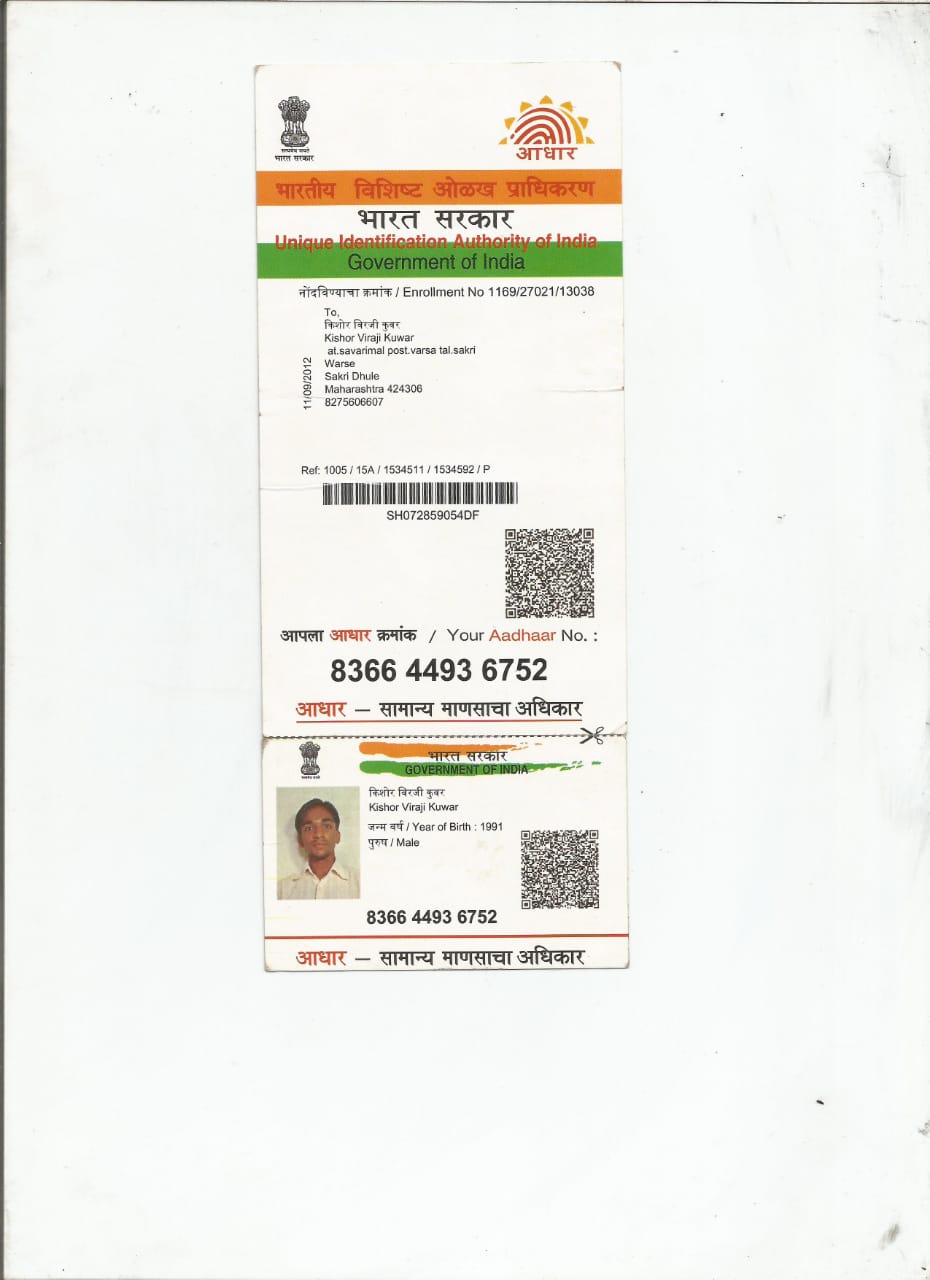 सत्यमेव जयते
भारत सरकार
आधार
भारतीय विशिष्ट ओळख प्राधिकरण
भारत सरकार
Unique Identification Authority of India
Government of India
नोंदविण्याचा क्रमांक / Enrollment No 1169/27021/13038
To,
किशोर विरजी कुवर
Kishor Viraji Kuwar
at.savarimal post.varsa tal.sakri
Warse
Sakri Dhule
Maharashtra 424306
8275606607
11/09/2012
Ref: 1005 / 15A / 1534511 / 1534592 / P
SH072859054DF
आपला आधार क्रमांक / Your Aadhaar No. :
8366 4493 6752
आधार — सामान्य माणसाचा अधिकार
सत्यमेव जयते
भारत सरकार
GOVERNMENT OF INDIA
किशोर विरजी कुवर
Kishor Viraji Kuwar
जन्म वर्ष / Year of Birth : 1991
पुरुष / Male
8366 4493 6752
आधार — सामान्य माणसाचा अधिकार